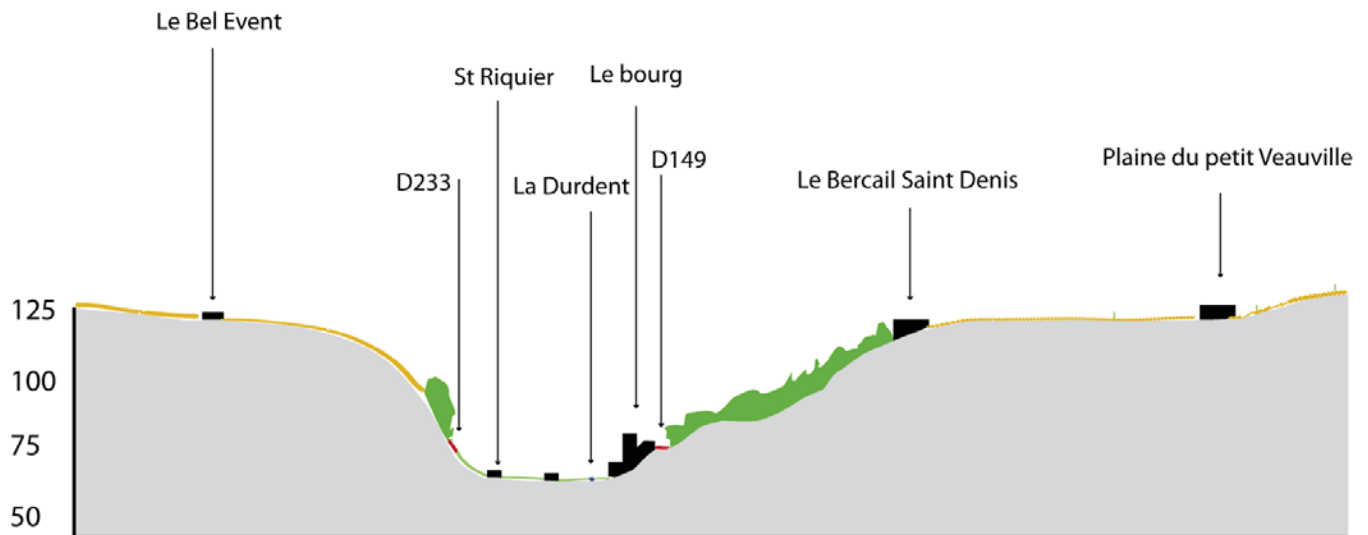 Le Bel Event
St Riquier
Le bourg
D233
La Durdent
D149
Le Bercail Saint Denis
Plaine du petit Veauville
125
100
75
50